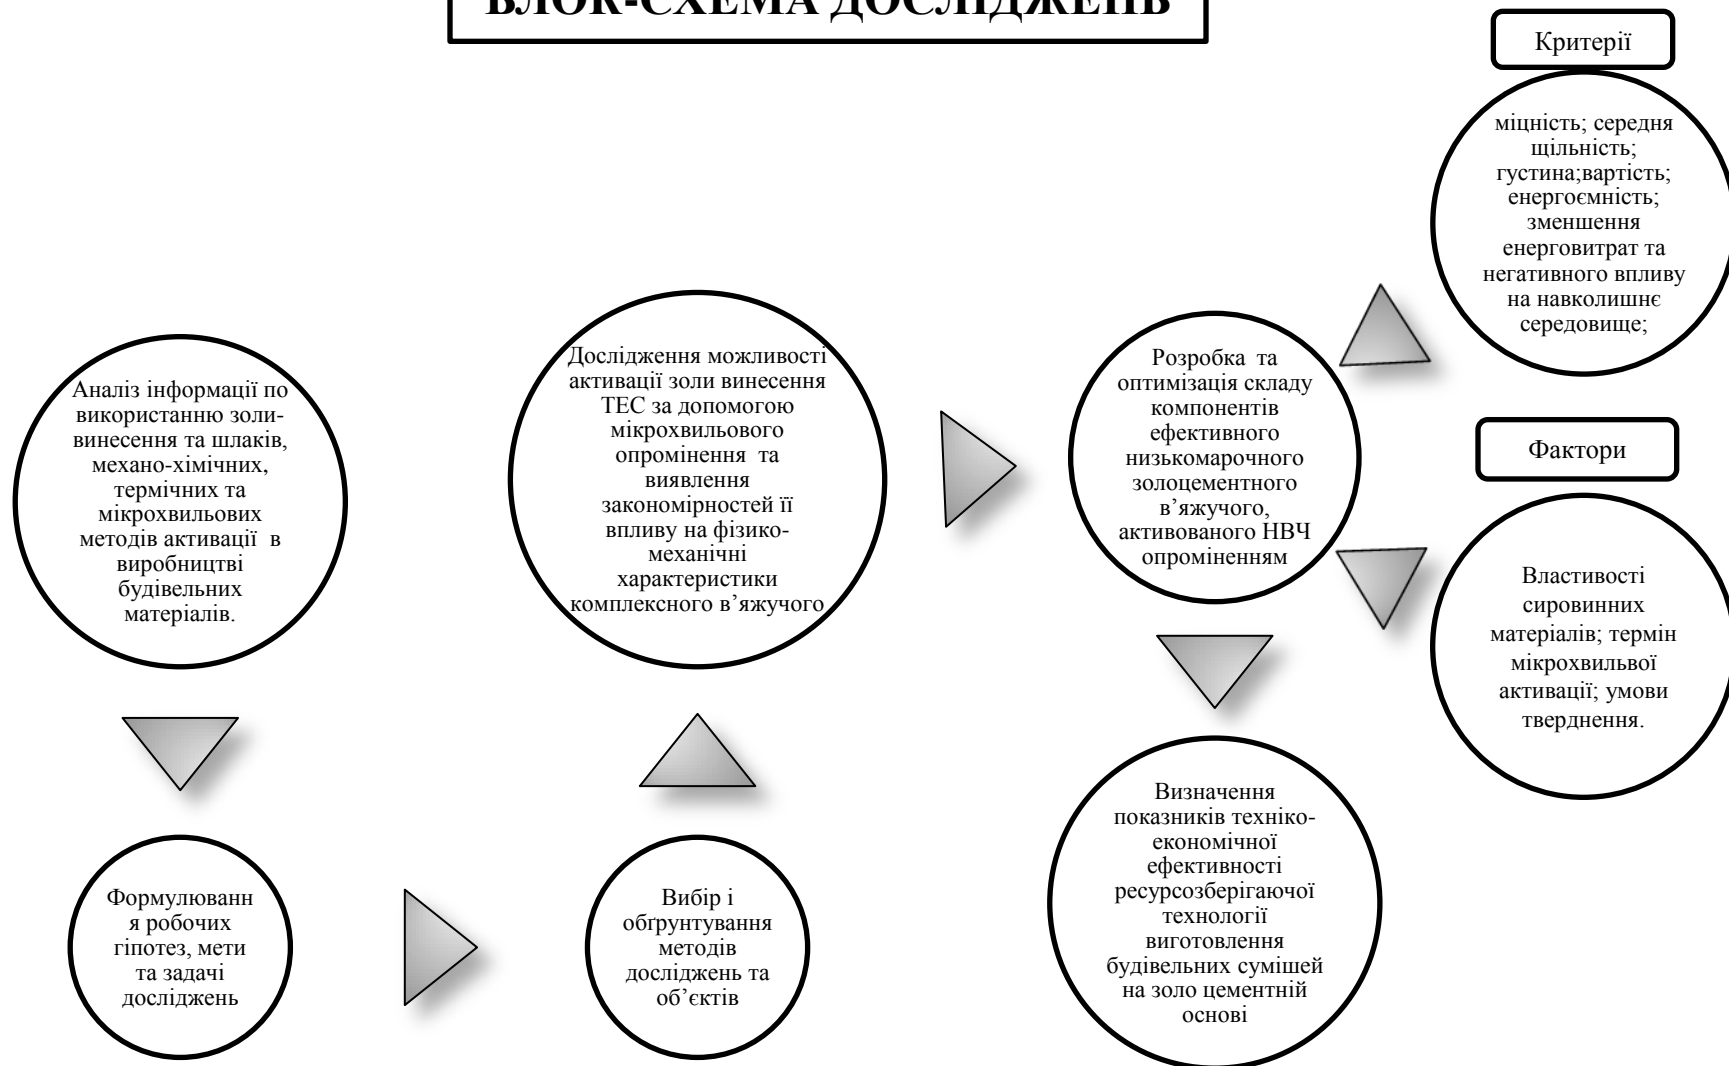 БЛОК-СХЕМА ДОСЛІДЖЕНЬ
Аналіз інформації по
використанню золи-
винесення та шлаків,
механо-хімічних,
термічних та
мікрохвильових
методів активації в
виробництві
будівельних
матеріалів.
Формулюванн
я робочих
гіпотез, мети
та задачі
досліджень
Вибір і
обґрунтування
методів
досліджень та
об’єктів
Дослідження можливості
активації золи винесення
ТЕС за допомогою
мікрохвильового
опромінення та
виявлення
закономірностей її
впливу на фізико-
механічні
характеристики
комплексного в’яжучого
Розробка та
оптимізація складу
компонентів
ефективного
низькомарочного
золоцементного
в’яжучого,
активованого НВЧ
опроміненням
Критерії
міцність; середня
щільність;
густина;вартість;
енергоємність;
зменшення
енерговитрат та
негативного впливу
на навколишнє
середовище;
Фактори
Властивості
сировинних
матеріалів; термін
мікрохвильвої
активації; умови
тверднення.
Визначення
показників техніко-
економічної
ефективності
ресурсозберігаючої
технології
виготовлення
будівельних сумішей
на золо цементній
основі